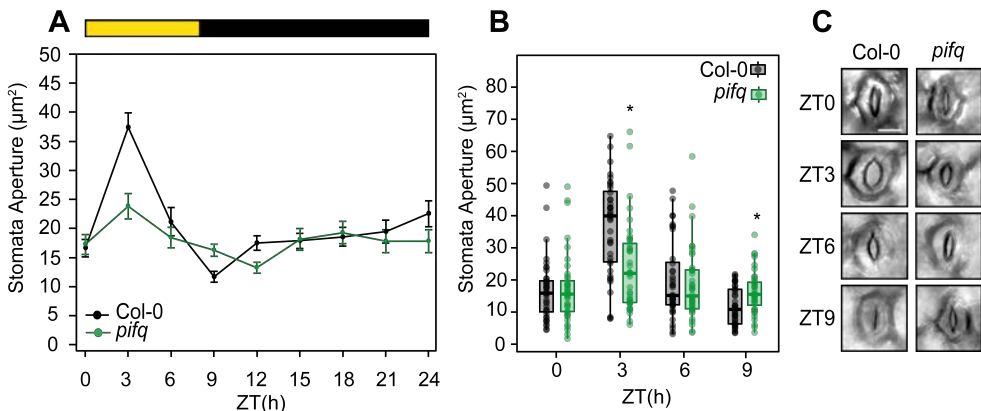 A
50
45
40
35
30
25
20
15
10
5
0
Stomata Aperture (μm²)
Col-0
pifq
0 3 6 9 12 15 18 21 24
ZT(h)
B
80
70
60
50
40
30
20
10
0
Stomata Aperture (μm²)
Col-0
pifq
*
*
0 3 6 9
ZT(h)
C
Col-0 pifq
ZT0
ZT3
ZT6
ZT9